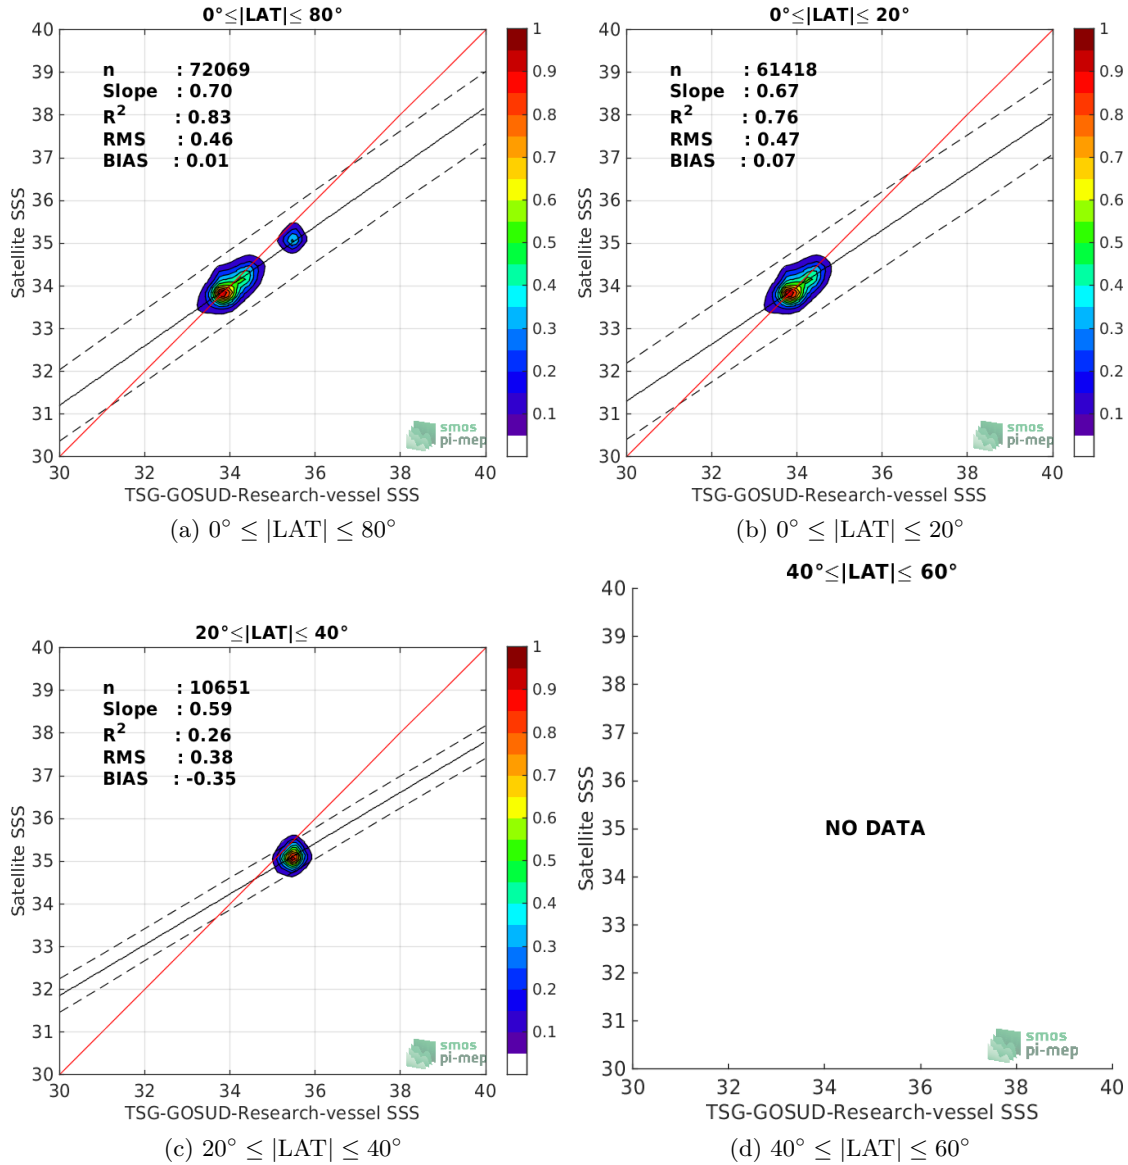 0°≤|LAT|≤ 80°
40
39
38
37
36
35
34
33
32
31
30
Satellite SSS
n : 72069
Slope : 0.70
R2 : 0.83
RMS : 0.46
BIAS : 0.01
smos
pi-mep
30 32 34 36 38 40
TSG-GOSUD-Research-vessel SSS
1
0.9
0.8
0.7
0.6
0.5
0.4
0.3
0.2
0.1
(a) 0° ≤ |LAT| ≤ 80°
0°≤|LAT|≤ 20°
40
39
38
37
36
35
34
33
32
31
30
Satellite SSS
n : 61418
Slope : 0.67
R2 : 0.76
RMS : 0.47
BIAS : 0.07
smos
pi-mep
30 32 34 36 38 40
TSG-GOSUD-Research-vessel SSS
1
0.9
0.8
0.7
0.6
0.5
0.4
0.3
0.2
0.1
(b) 0° ≤ |LAT| ≤ 20°
20°≤|LAT|≤ 40°
40
39
38
37
36
35
34
33
32
31
30
Satellite SSS
n : 10651
Slope : 0.59
R2 : 0.26
RMS : 0.38
BIAS : -0.35
smos
pi-mep
30 32 34 36 38 40
TSG-GOSUD-Research-vessel SSS
1
0.9
0.8
0.7
0.6
0.5
0.4
0.3
0.2
0.1
(c) 20° ≤ |LAT| ≤ 40°
40°≤|LAT|≤ 60°
40
39
38
37
36
35
34
33
32
31
30
Satellite SSS
NO DATA
smos
pi-mep
30 32 34 36 38 40
TSG-GOSUD-Research-vessel SSS
(d) 40° ≤ |LAT| ≤ 60°